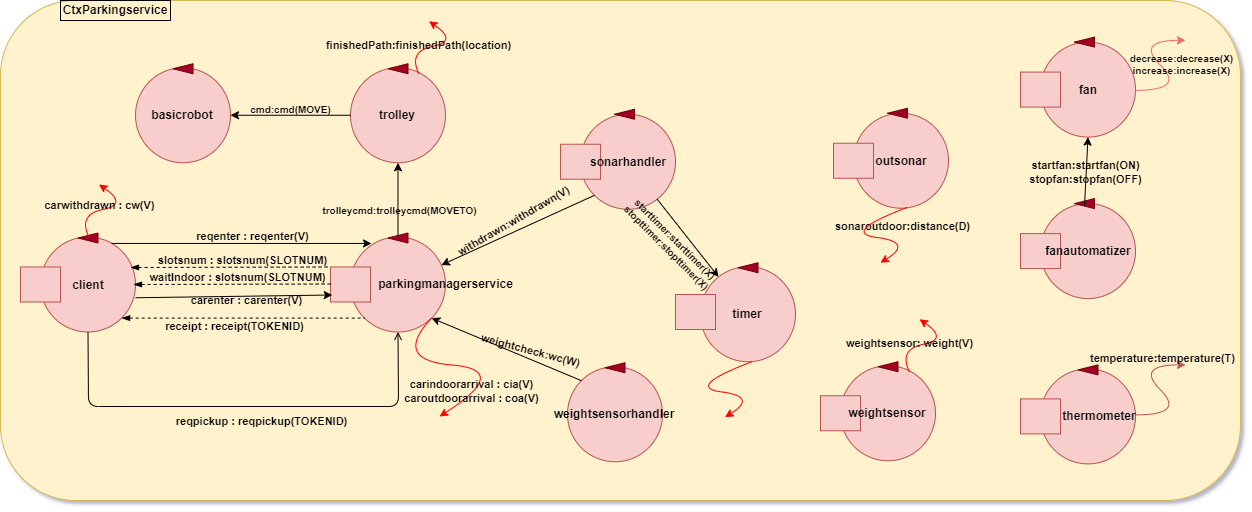 CtxParkingservice
finishedPath:finishedPath(location)
decrease:decrease(X)
increase:increase(X)
basicrobot
cmd:cmd(MOVE)
trolley
fan
sonarhandler
outsonar
startfan:startfan(ON)
stopfan:stopfan(OFF)
carwithdrawn : cw(V)
trolleycmd:trolleycmd(MOVETO)
withdrawn:withdrawn(V)
starttimer:starttimer(X)
stopttimer:stopttimer(X)
sonaroutdoor:distance(D)
reqenter : reqenter(V)
fanautomatizer
slotsnum : slotsnum(SLOTNUM)
waitIndoor : slotsnum(SLOTNUM)
client
parkingmanagerservice
carenter : carenter(V)
timer
receipt : receipt(TOKENID)
weightcheck:wc(W)
weightsensor: weight(V)
temperature:temperature(T)
carindoorarrival : cia(V)
caroutdoorarrival : coa(V)
weightsensorhandler
weightsensor
thermometer
reqpickup : reqpickup(TOKENID)